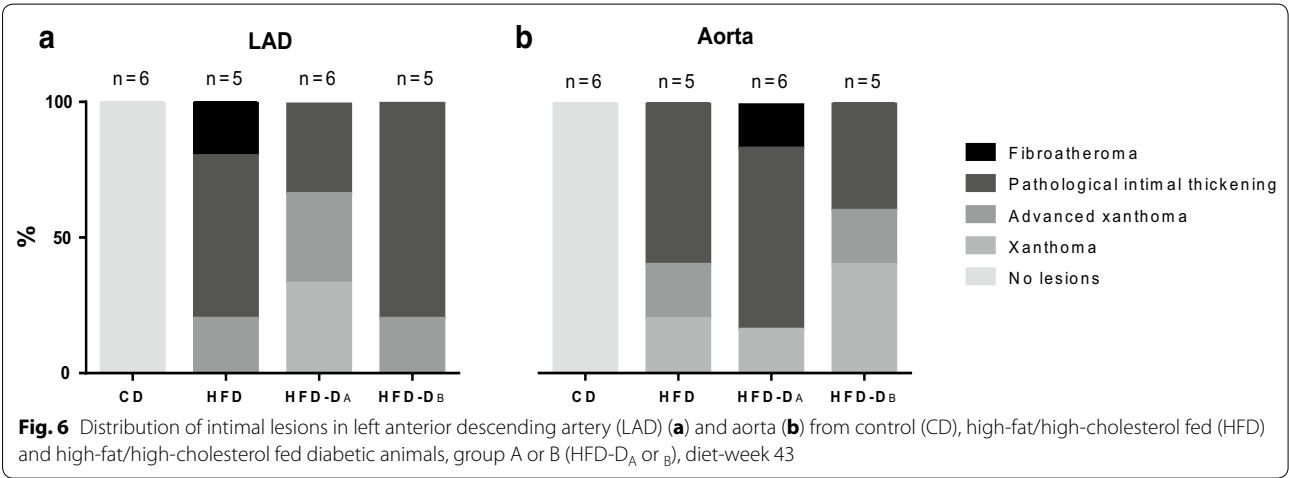 a
LAD
n=6 n=5 n=6 n=5
100
50
0
%
CD HFD HFD-DA HFD-DB
b
Aorta
n=6 n=5 n=6 n=5
CD HFD HFD-DA HFD-DB
Fibroatheroma
Pathological intimal thickening
Advanced xanthoma
Xanthoma
No lesions
Fig. 6 Distribution of intimal lesions in left anterior descending artery (LAD) (a) and aorta (b) from control (CD), high-fat/high-cholesterol fed (HFD)
and high-fat/high-cholesterol fed diabetic animals, group A or B (HFD-DA or B), diet-week 43